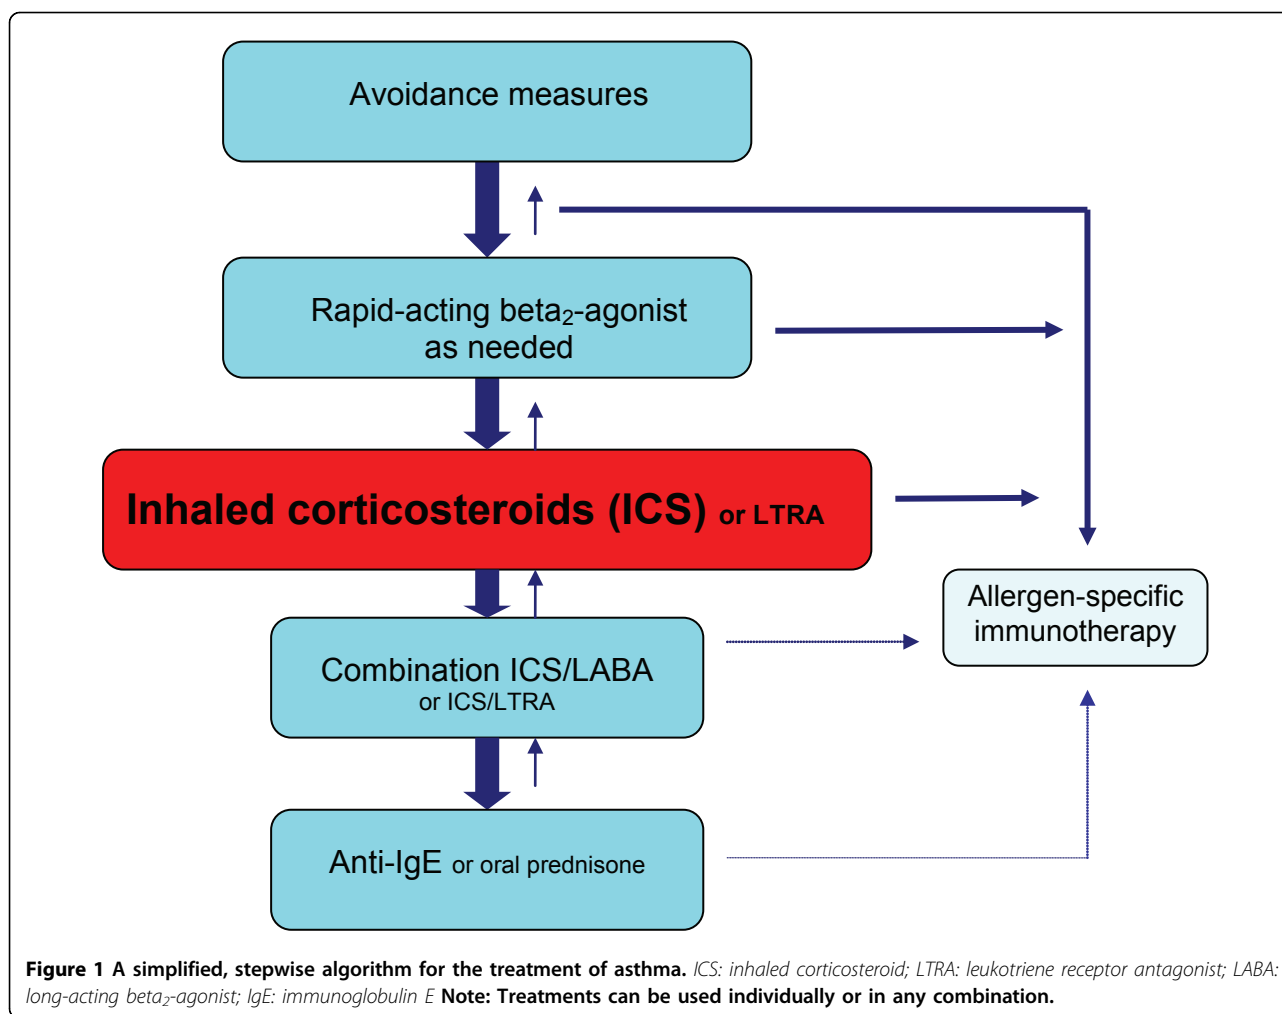 Avoidance measures
Rapid-acting beta₂-agonist
as needed
Inhaled corticosteroids (ICS) or LTRA
Allergen-specific
immunotherapy
Combination ICS/LABA
or ICS/LTRA
Anti-IgE or oral prednisone
Figure 1 A simplified, stepwise algorithm for the treatment of asthma. ICS: inhaled corticosteroid; LTRA: leukotriene receptor antagonist; LABA:
long-acting beta₂-agonist; IgE: immunoglobulin E Note: Treatments can be used individually or in any combination.